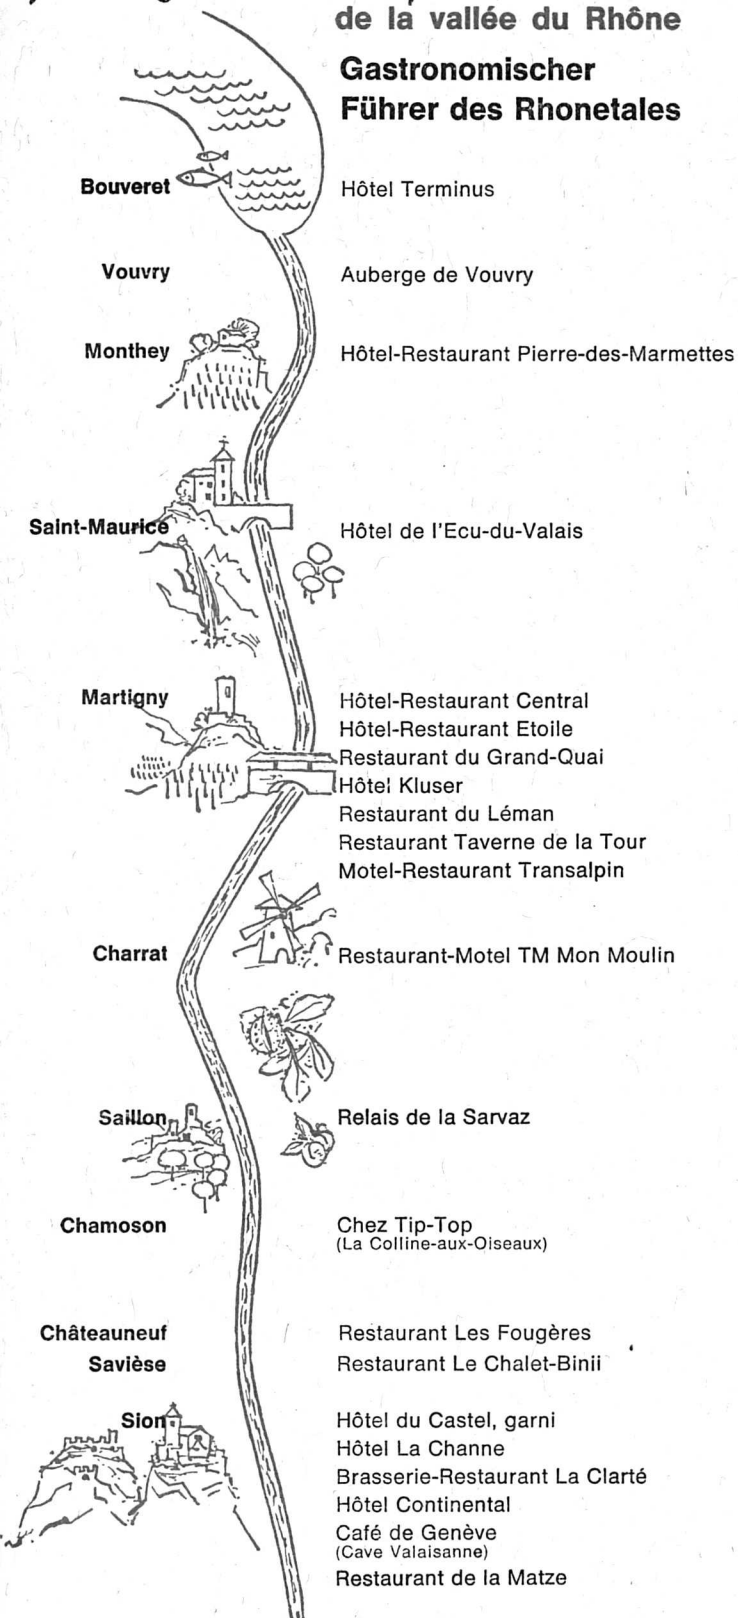 de la vallée du Rhône
Gastronomischer
Führer des Rhonetales
Bouveret Hôtel Terminus
Vouvry Auberge de Vouvry
Monthey Hôtel-Restaurant Pierre-des-Marmettes
Saint-Maurice Hôtel de l'Ecu-du-Valais
Martigny Hôtel-Restaurant Central
Hôtel-Restaurant Etoile
Restaurant du Grand-Quai
Hôtel Kluser
Restaurant du Léman
Restaurant Taverne de la Tour
Motel-Restaurant Transalpin
Charrat Restaurant-Motel TM Mon Moulin
Saillon Relais de la Sarvaz
Chamoson Chez Tip-Top
(La Colline-aux-Oiseaux)
Châteauneuf Restaurant Les Fougères
Savièse Restaurant Le Chalet-Binii
Sion Hôtel du Castel, garni
Hôtel La Channe
Brasserie-Restaurant La Clarté
Hôtel Continental
Café de Genève
(Cave Valaisanne)
Restaurant de la Matze